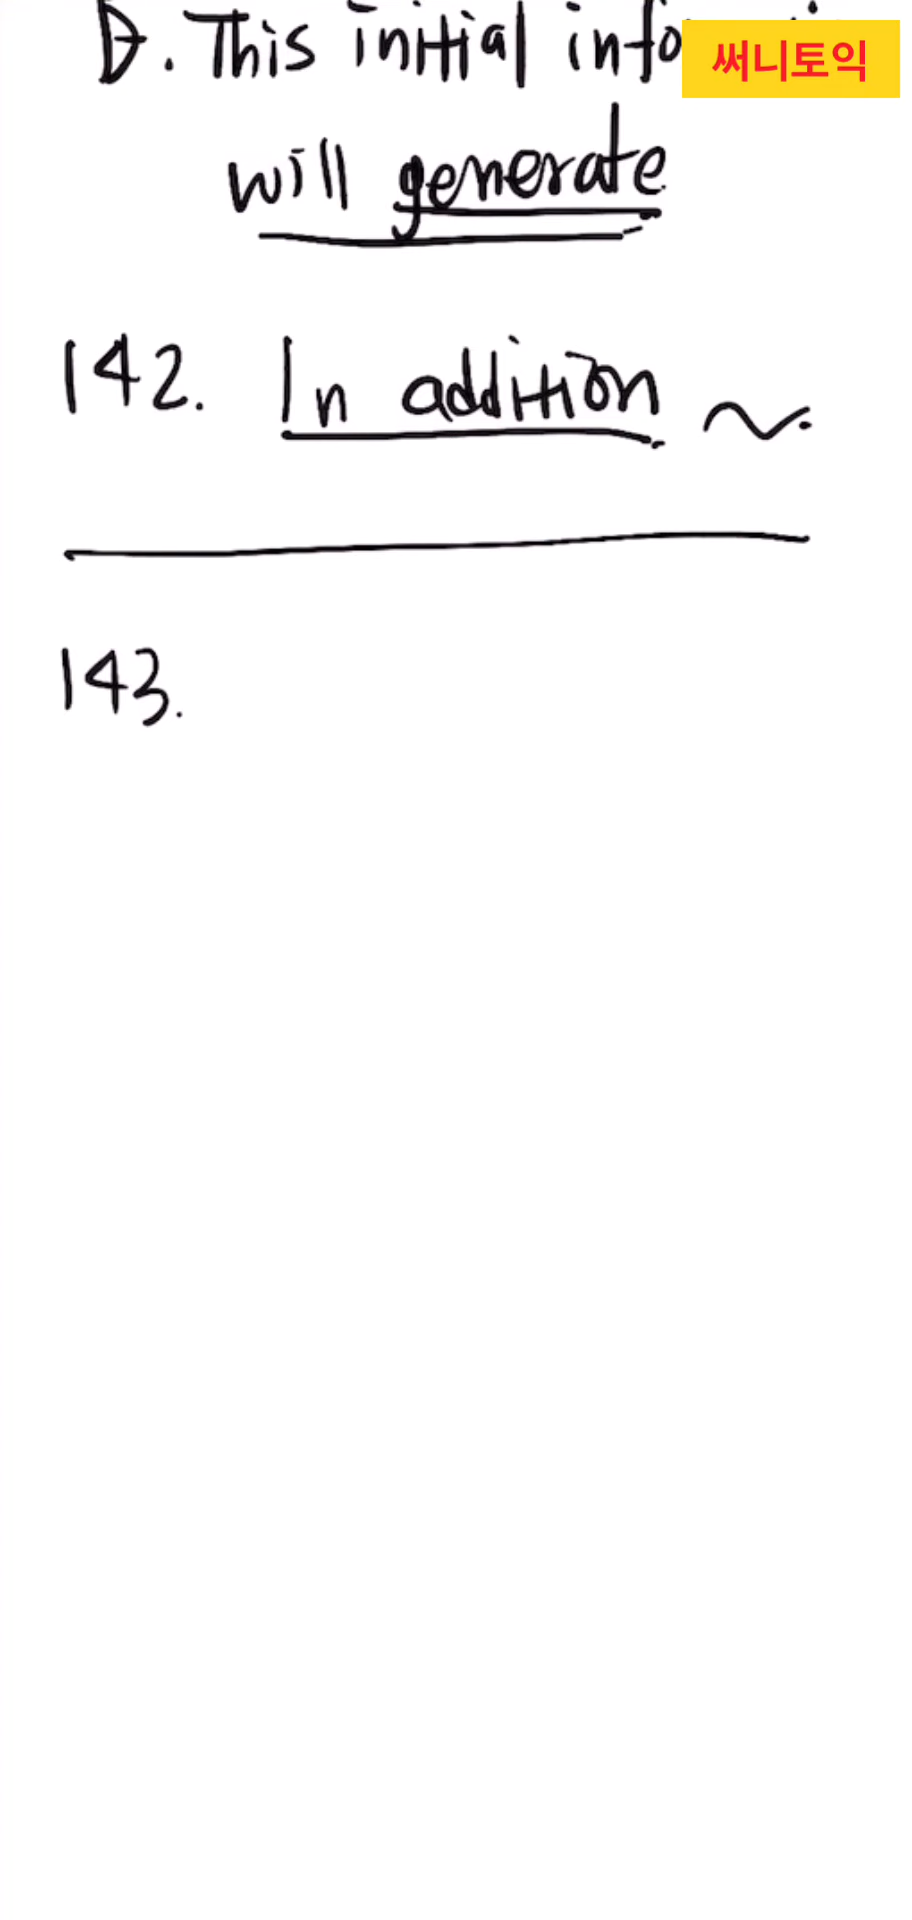 D. This initial info
써니토익
will generate
142. In addition ~.
143.